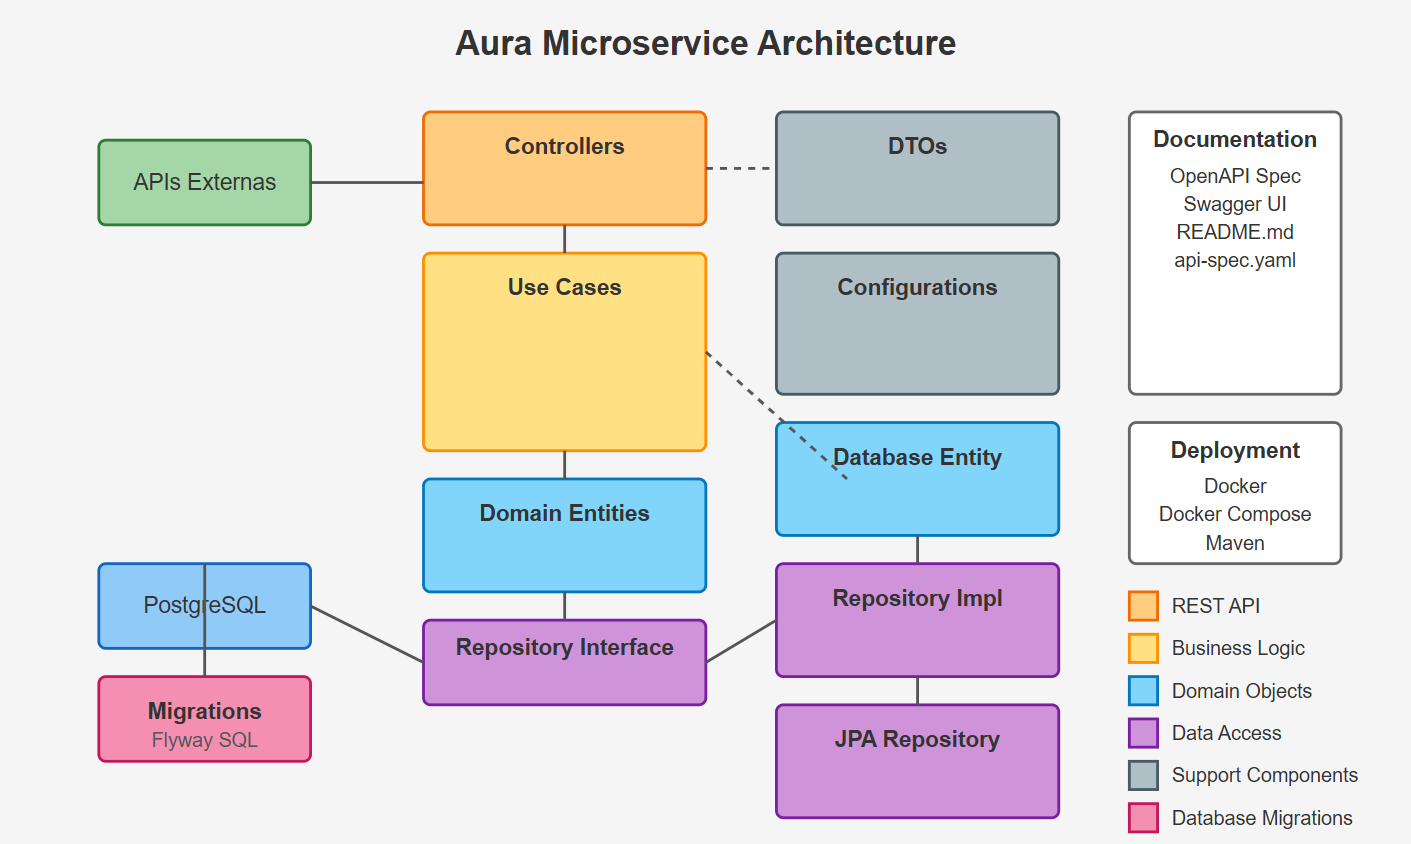 Aura Microservice Architecture
APIs Externas
Controllers
DTOs
Documentation
OpenAPI Spec
Swagger UI
README.md
api-spec.yaml
Use Cases
Configurations
Database Entity
Deployment
Docker
Docker Compose
Maven
Domain Entities
PostgreSQL
Repository Interface
Repository Impl
Migrations
Flyway SQL
JPA Repository
REST API
Business Logic
Domain Objects
Data Access
Support Components
Database Migrations